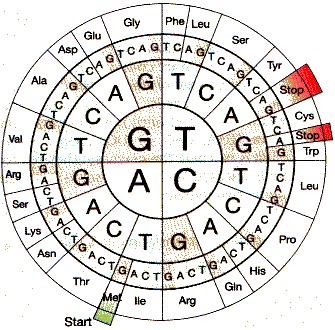 Gly
Phe
Leu
Ser
Tyr
Stop
Cys
Stop
Trp
Leu
Pro
His
Gln
Arg
Ile
Met
Start
Thr
Asn
Lys
Ser
Arg
Val
Ala
Asp
Glu
T C A G T C A G T C A G T C A G
T C A G T C A G T C A G T C A G
T C A G T C A G T C A G T C A G
T C A G T C A G T C A G T C A G
T C A G
T C A G
T C A G
T C A G
G T
A C